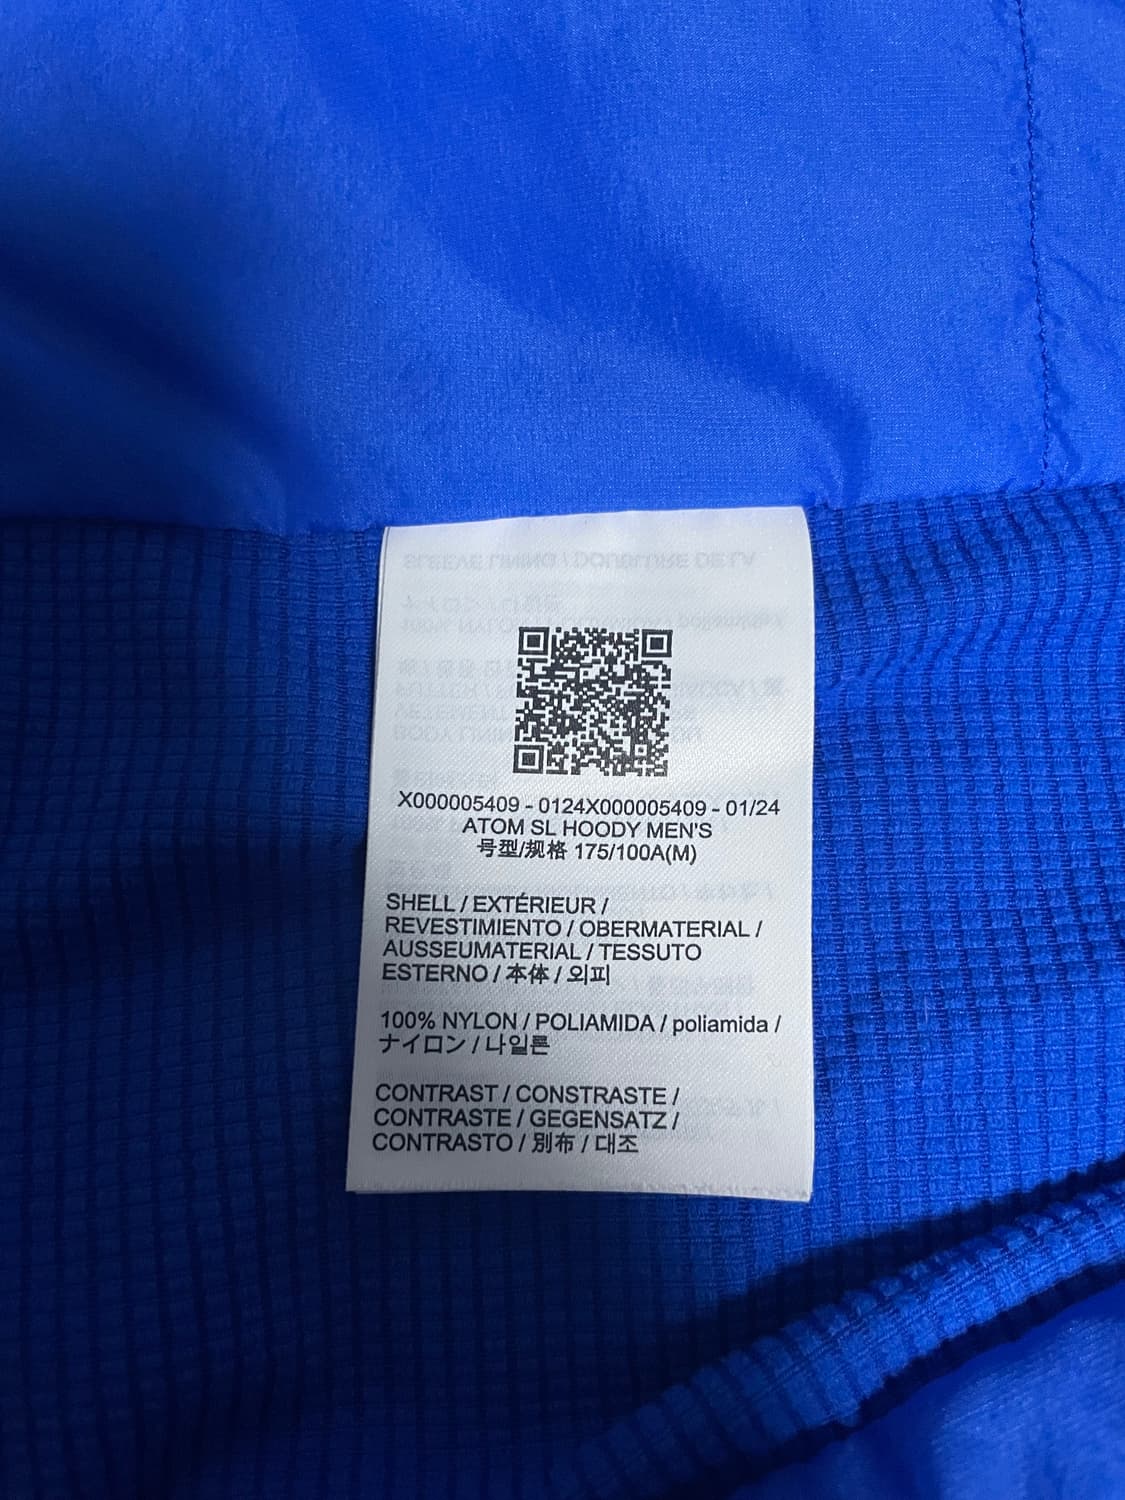 X000005409 - 0124X000005409 - 01/24
ATOM SL HOODY MEN'S
号型/规格 175/100A(M)
SHELL / EXTÉRIEUR /
REVESTIMIENTO / OBERMATERIAL /
AUSSEUMATERIAL / TESSUTO
ESTERNO / 本体 / 외피
100% NYLON / POLIAMIDA / poliamida /
ナイロン / 나일론
CONTRAST / CONSTRASTE /
CONTRASTE / GEGENSATZ /
CONTRASTO / 別布 / 대조